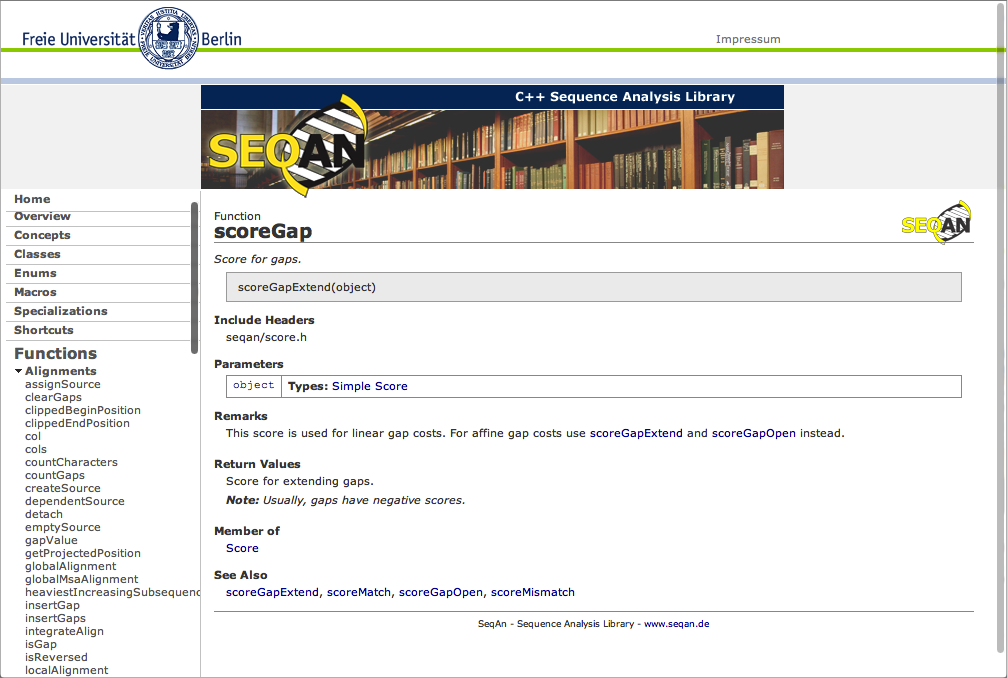 Freie Universität Berlin
Impressum
C++ Sequence Analysis Library
SEQAN
Home
Overview
Concepts
Classes
Enums
Macros
Specializations
Shortcuts
Functions
Alignments
assignSource
clearGaps
clippedBeginPosition
clippedEndPosition
col
cols
countCharacters
countGaps
createSource
dependentSource
detach
emptySource
gapValue
getProjectedPosition
globalAlignment
globalMsaAlignment
heaviestIncreasingSubsequenc
insertGap
insertGaps
integrateAlign
isGap
isReversed
localAlignment
Function
scoreGap
SEQAN
Score for gaps.
scoreGapExtend(object)
Include Headers
seqan/score.h
Parameters
object Types: Simple Score
Remarks
This score is used for linear gap costs. For affine gap costs use scoreGapExtend and scoreGapOpen instead.
Return Values
Score for extending gaps.
Note: Usually, gaps have negative scores.
Member of
Score
See Also
scoreGapExtend, scoreMatch, scoreGapOpen, scoreMismatch
SeqAn - Sequence Analysis Library - www.seqan.de